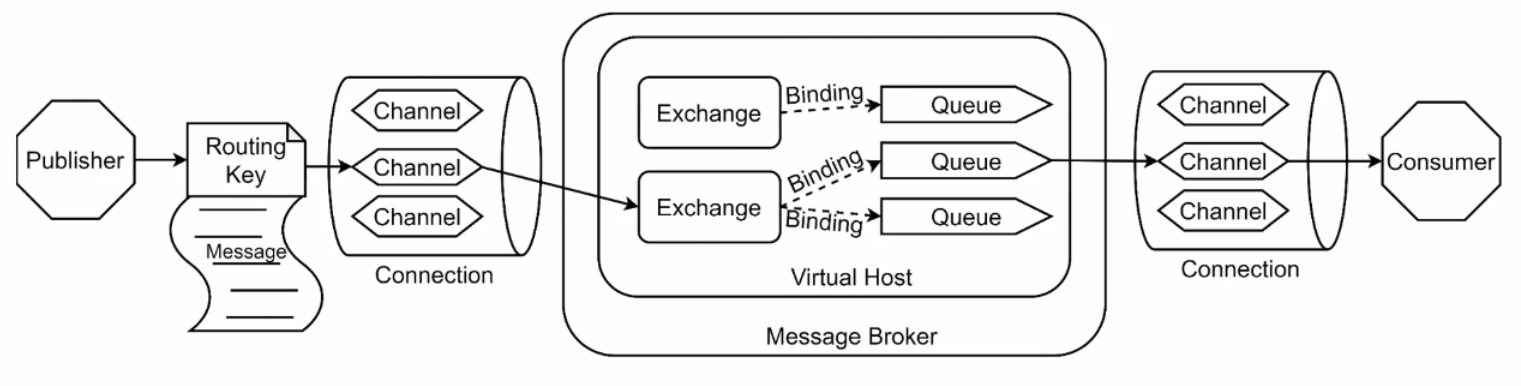 Publisher
Routing
Key
Message
Channel
Channel
Channel
Connection
Exchange
Exchange
Binding
Binding
Binding
Queue
Queue
Queue
Virtual Host
Message Broker
Channel
Channel
Channel
Connection
Consumer